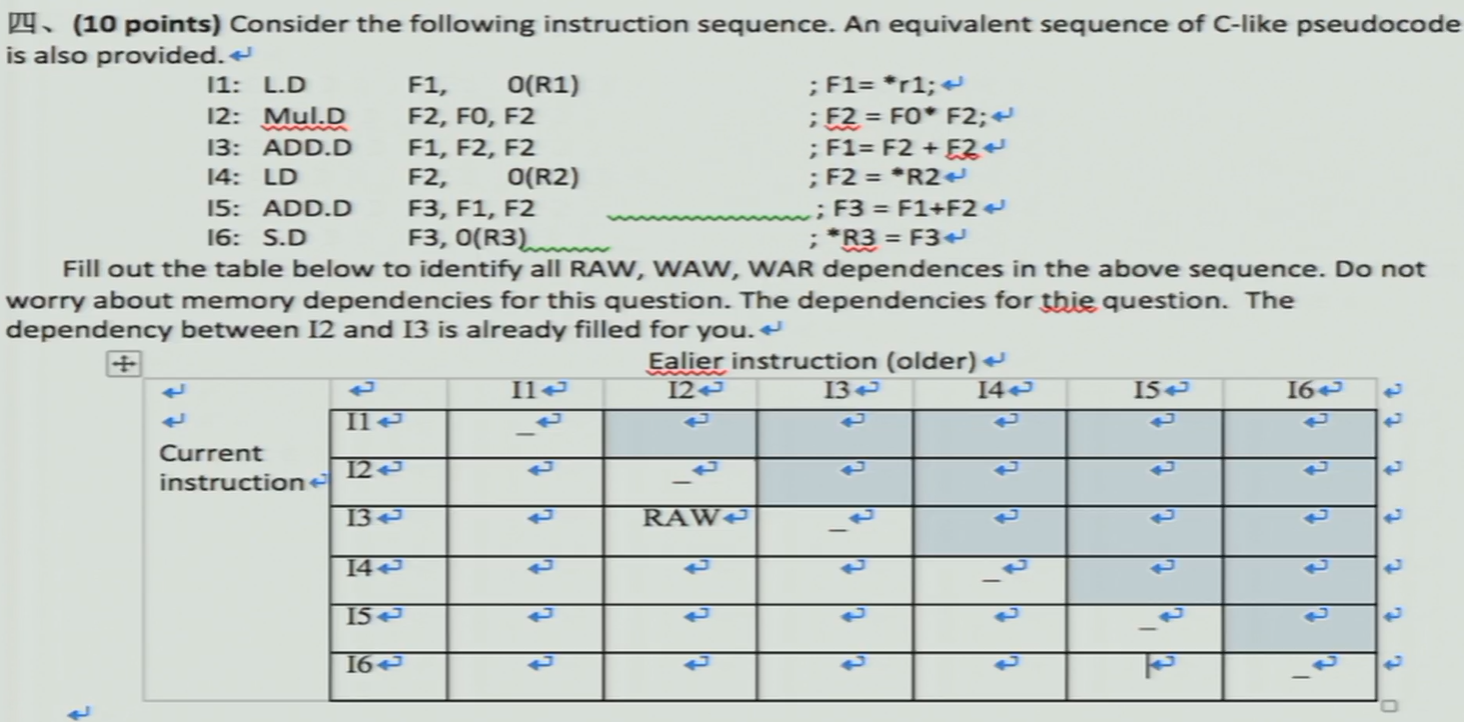 四、(10 points) Consider the following instruction sequence. An equivalent sequence of C-like pseudocode
is also provided.
I1: L.D F1, 0(R1) ; F1= *r1;
I2: Mul.D F2, F0, F2 ; F2 = F0* F2;
I3: ADD.D F1, F2, F2 ; F1= F2 + F2
I4: LD F2, 0(R2) ; F2 = *R2
I5: ADD.D F3, F1, F2 ; F3 = F1+F2
I6: S.D F3, 0(R3) ; *R3 = F3
Fill out the table below to identify all RAW, WAW, WAR dependences in the above sequence. Do not
worry about memory dependencies for this question. The dependencies for thie question. The
dependency between I2 and I3 is already filled for you.
Ealier instruction (older)
I1 I2 I3 I4 I5 I6
Current
instruction
I1 _
I2 _
I3 RAW _
I4 _
I5 _
I6 _